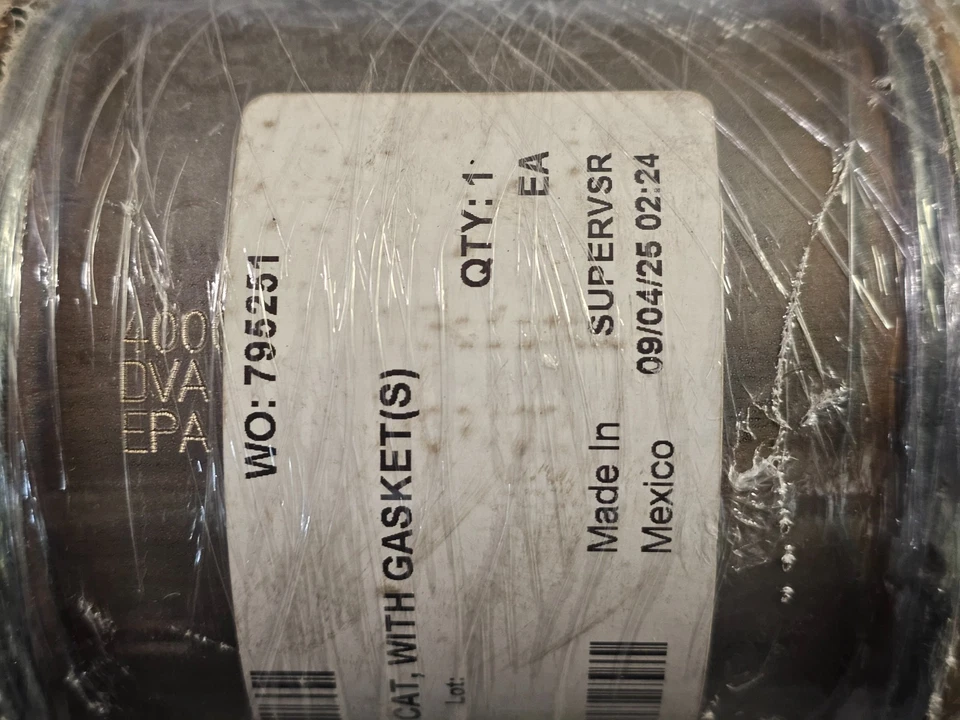 WO: 795251
CAT, WITH GASKET(S)
Lot:
QTY: 1
EA
Made In SUPERVSR
Mexico 09/04/25 02:24
DVA
EPA